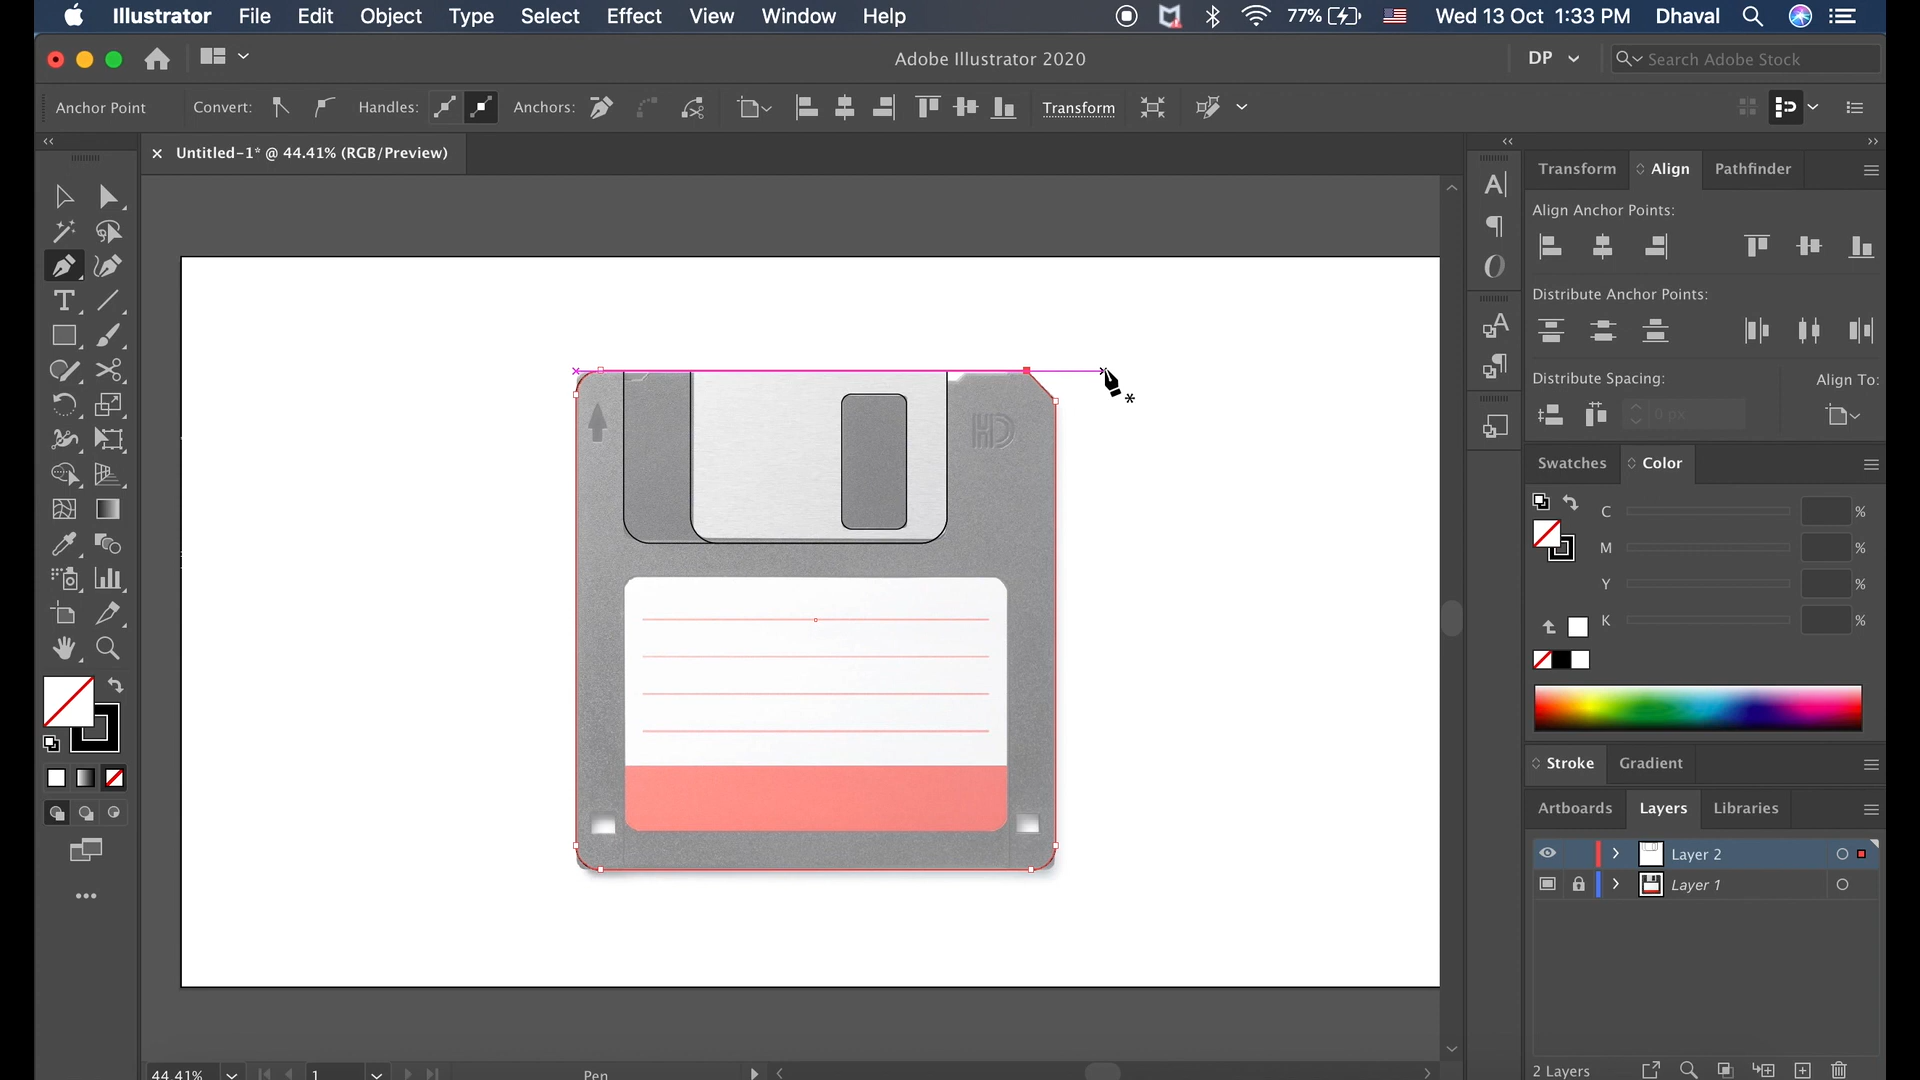 Illustrator File Edit Object Type Select Effect View Window Help 77% Wed 13 Oct 1:33 PM Dhaval
Adobe Illustrator 2020 DP Search Adobe Stock
Anchor Point Convert: Handles: Anchors: Transform
Untitled-1* @ 44.41% (RGB/Preview)
Transform Align Pathfinder
Align Anchor Points:
Distribute Anchor Points:
Distribute Spacing: Align To:
0 px
HD
Swatches Color
C %
M %
Y %
K %
Stroke Gradient
Artboards Layers Libraries
Layer 2
Layer 1
44.41% 1 Pen 2 Layers